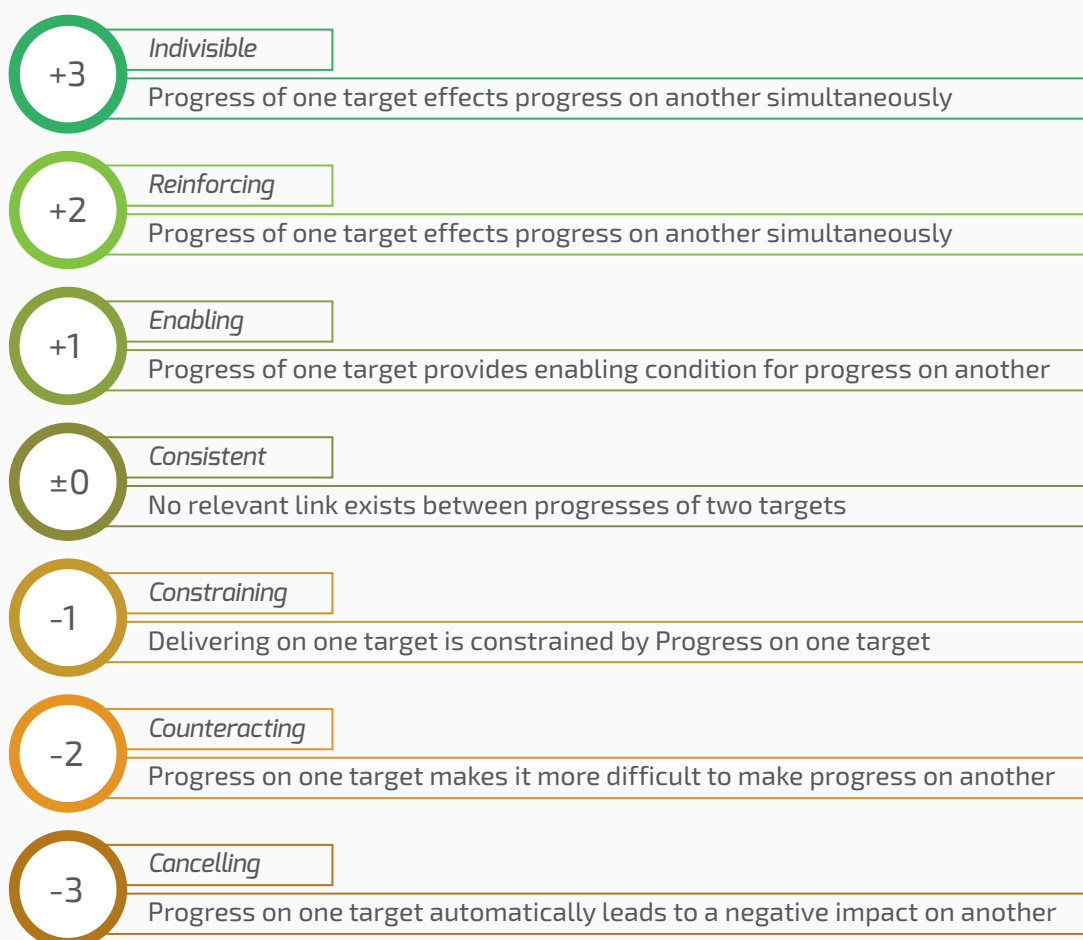 +3
Indivisible
Progress of one target effects progress on another simultaneously
+2
Reinforcing
Progress of one target effects progress on another simultaneously
+1
Enabling
Progress of one target provides enabling condition for progress on another
±0
Consistent
No relevant link exists between progresses of two targets
-1
Constraining
Delivering on one target is constrained by Progress on one target
-2
Counteracting
Progress on one target makes it more difficult to make progress on another
-3
Cancelling
Progress on one target automatically leads to a negative impact on another